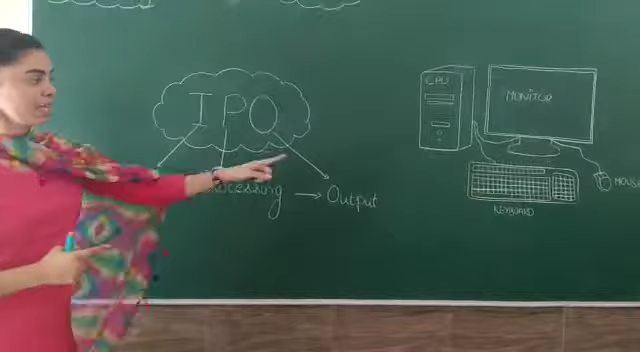 IPO
Processing → Output
CPU
MONITOR
KEYBOARD
MOUSE